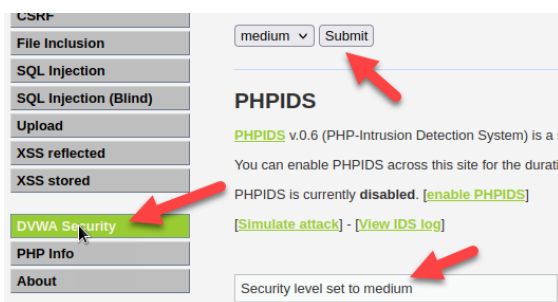 CSRF
File Inclusion
SQL Injection
SQL Injection (Blind)
Upload
XSS reflected
XSS stored
DVWA Security
PHP Info
About
medium Submit
PHPIDS
PHPIDS v.0.6 (PHP-Intrusion Detection System) is a
You can enable PHPIDS across this site for the
PHPIDS is currently disabled. [enable PHPIDS]
[Simulate attack] - [View IDS log]
Security level set to medium